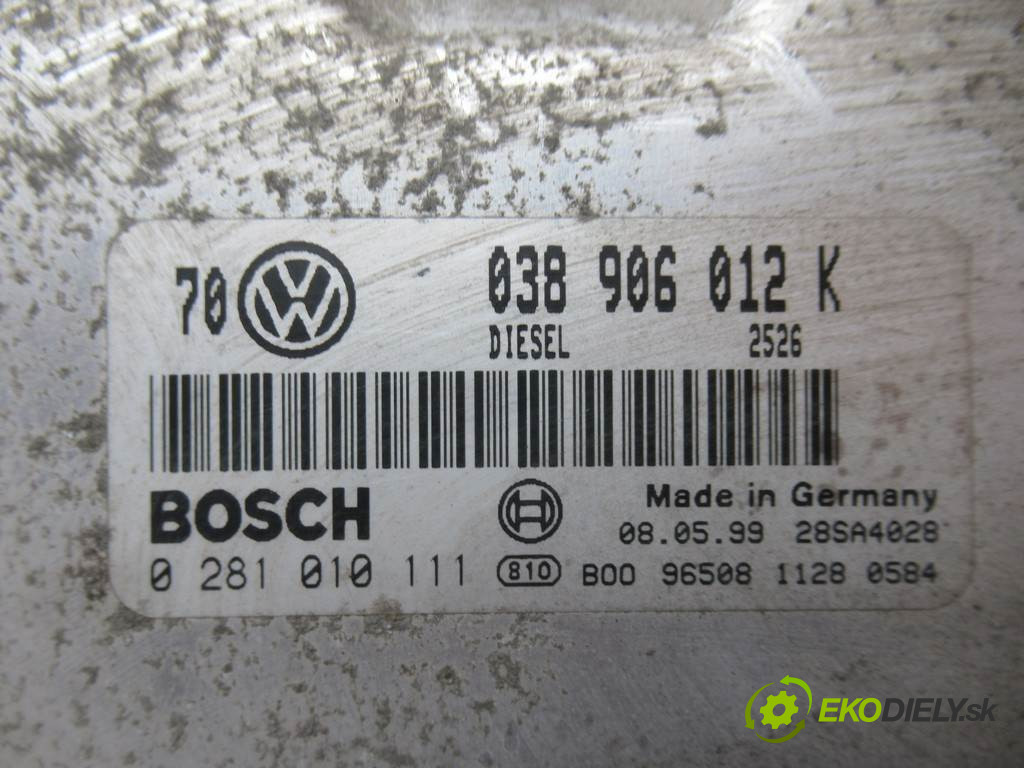 70 VW 038 906 012 K
DIESEL 2526
BOSCH
Made in Germany
08.05.99 28SA4028
0 281 010 111 810 B00 96508 1128 0584
EKODIELY.sk